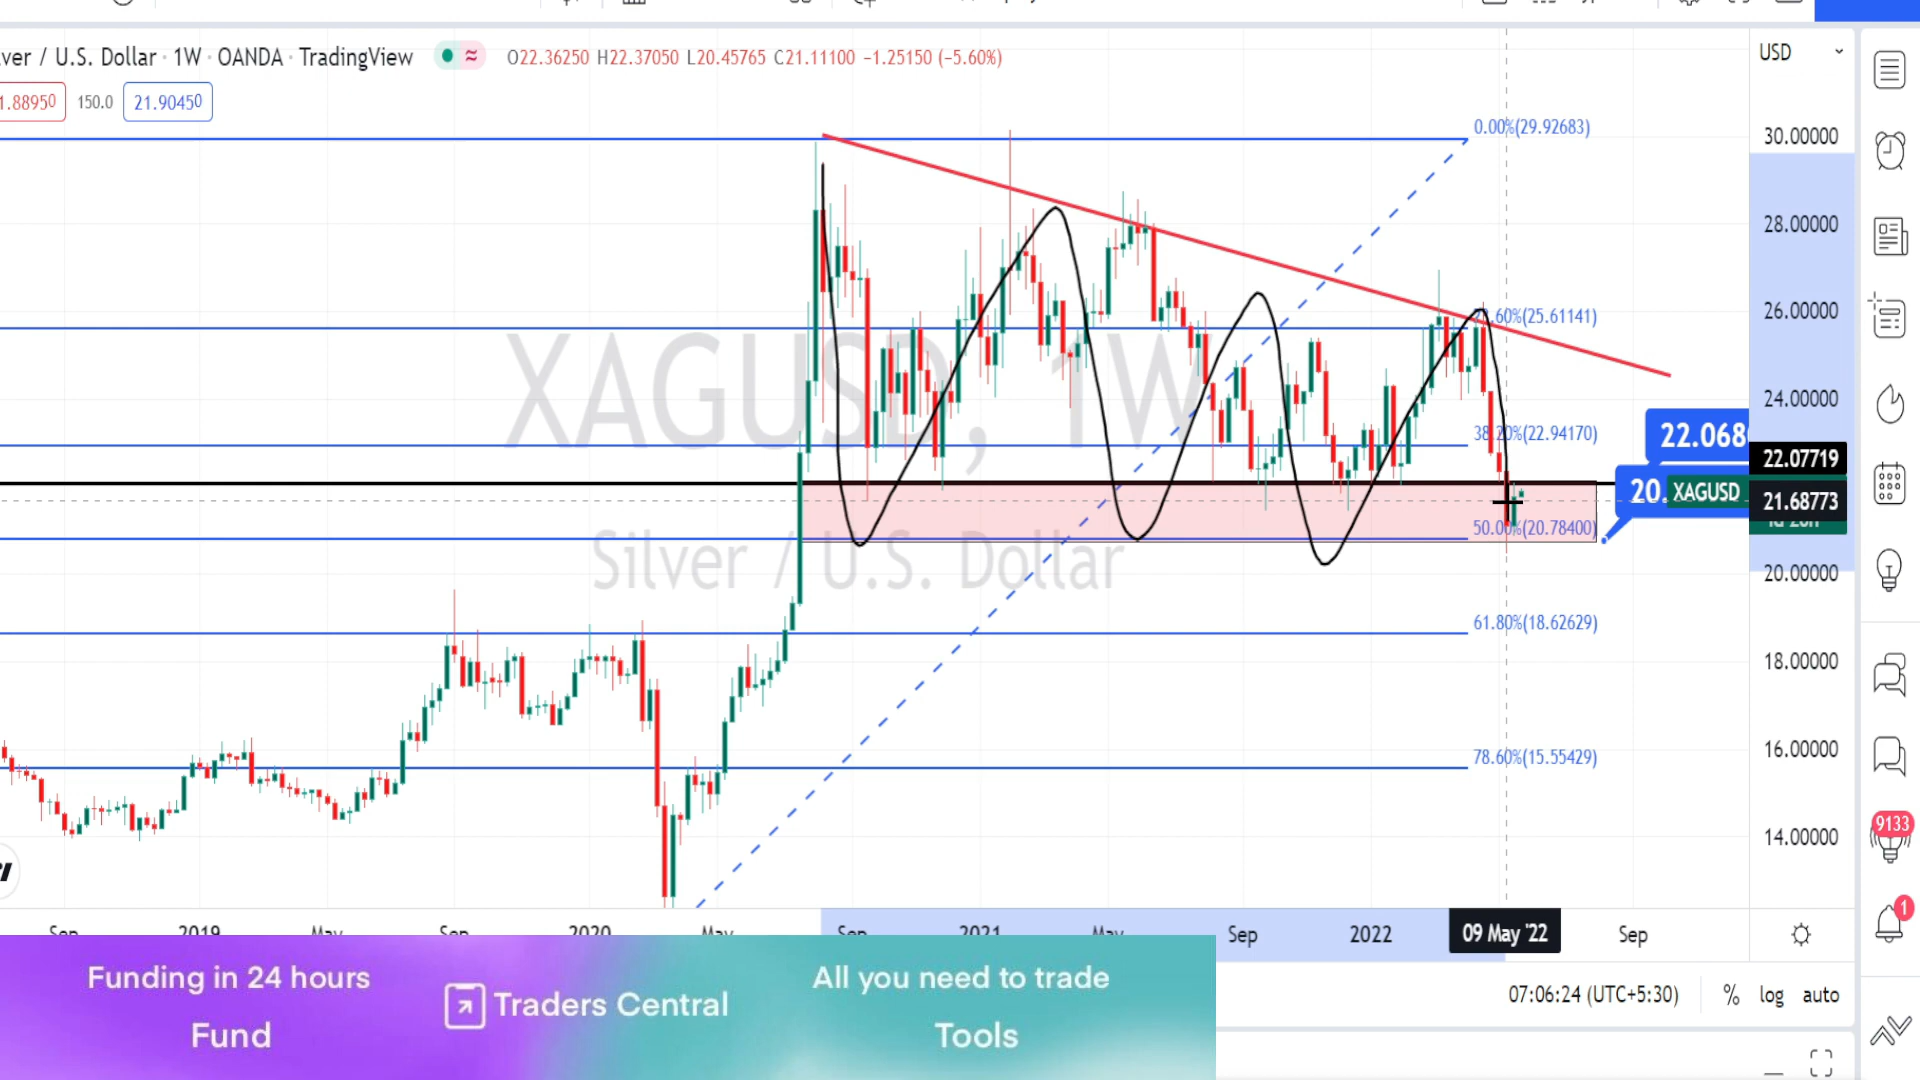 ver / U.S. Dollar · 1W · OANDA · TradingView
O22.36250 H22.37050 L20.45765 C21.11100 −1.25150 (−5.60%)
USD
1.88950 150.0 21.90450
0.00%(29.92683)
30.00000
28.00000
26.00000
.60%(25.61141)
24.00000
38.20%(22.94170)
22.068
22.07719
20.
XAGUSD
21.68773
50.00%(20.78400)
XAGUSD, 1W
Silver / U.S. Dollar
20.00000
61.80%(18.62629)
18.00000
16.00000
78.60%(15.55429)
14.00000
9133
1
Sep 2019 May Sep 2020 May Sep 2021 May Sep 2022 09 May '22 Sep
07:06:24 (UTC+5:30) % log auto
Funding in 24 hours
Fund
Traders Central
All you need to trade
Tools